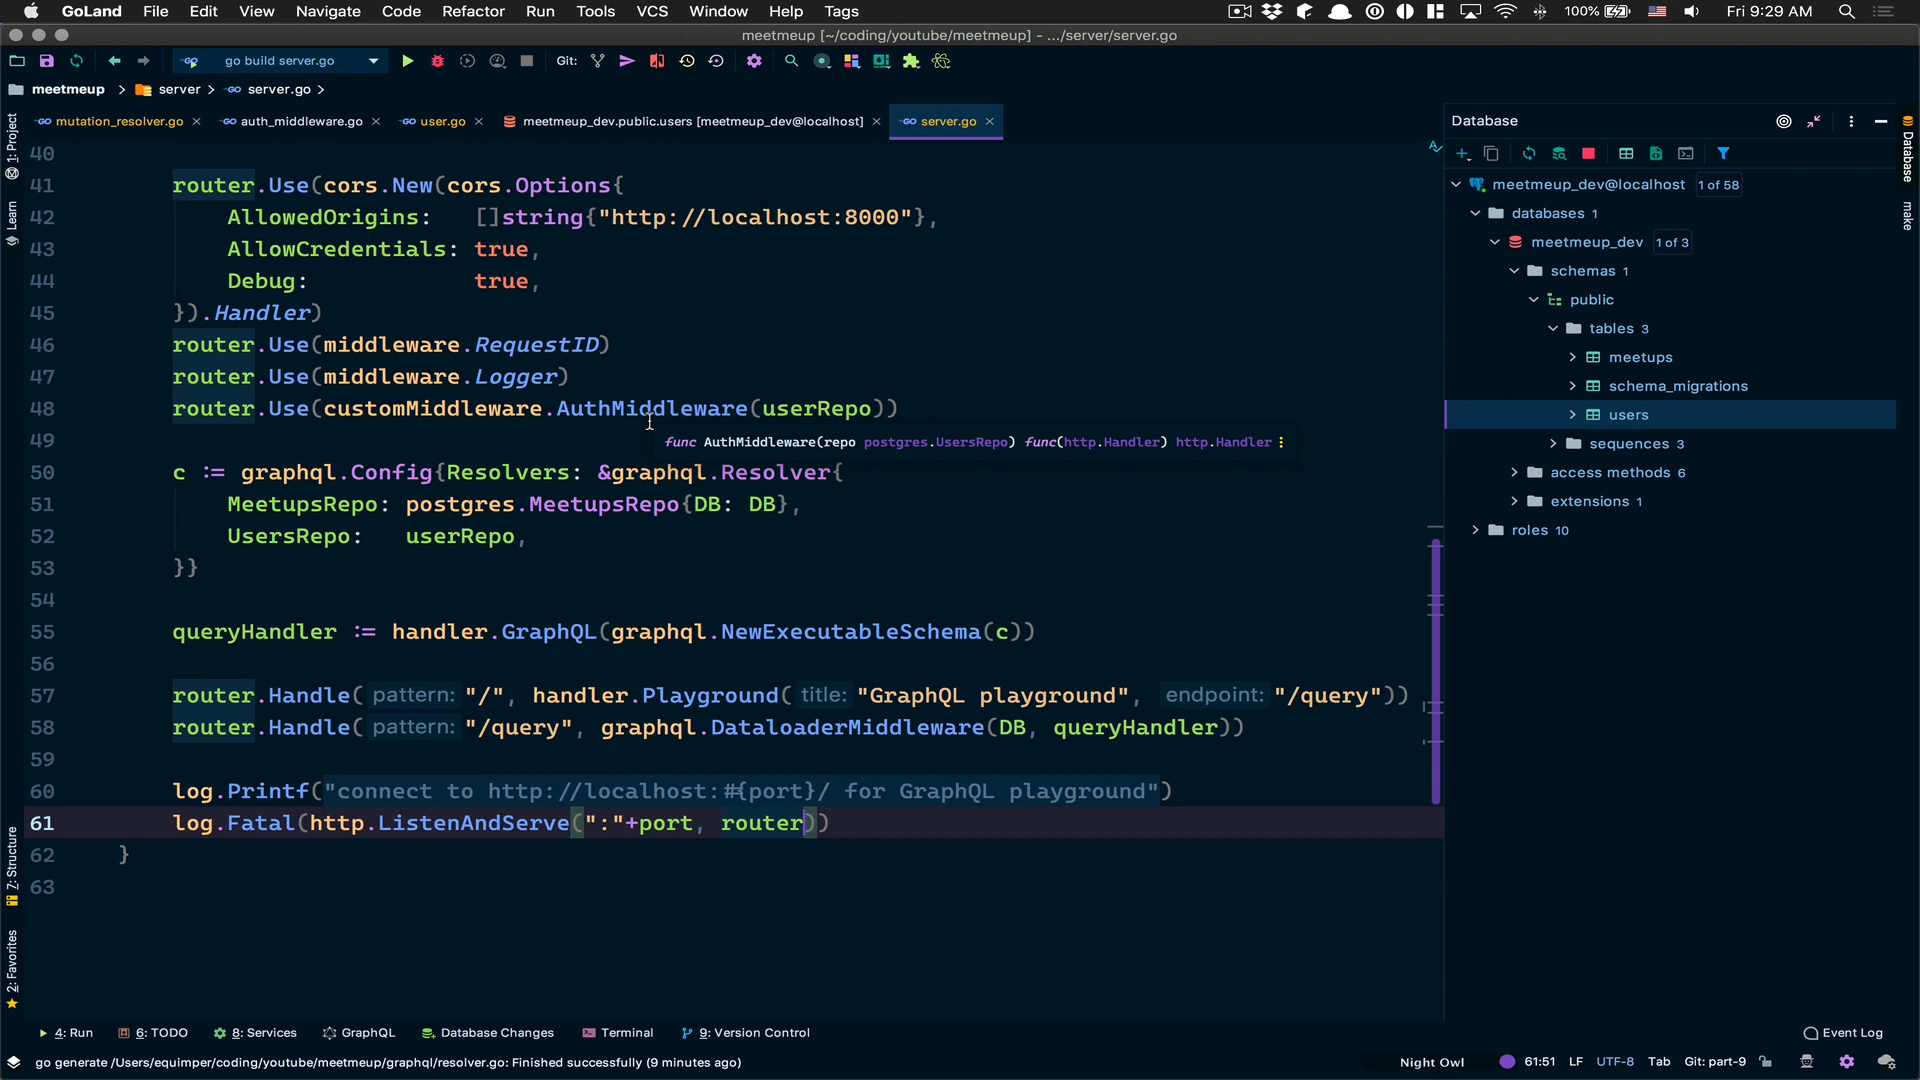 GoLand File Edit View Navigate Code Refactor Run Tools VCS Window Help Tags 100% Fri 9:29 AM
meetmeup [~/coding/youtube/meetmeup] - .../server/server.go
go build server.go Git:
meetmeup server server.go
mutation_resolver.go auth_middleware.go user.go meetmeup_dev.public.users [meetmeup_dev@localhost] server.go
40
41 router.Use(cors.New(cors.Options{
42 AllowedOrigins: []string{"http://localhost:8000"},
43 AllowCredentials: true,
44 Debug: true,
45 }).Handler)
46 router.Use(middleware.RequestID)
47 router.Use(middleware.Logger)
48 router.Use(customMiddleware.AuthMiddleware(userRepo))
49 func AuthMiddleware(repo postgres.UsersRepo) func(http.Handler) http.Handler
50 c := graphql.Config{Resolvers: &graphql.Resolver{
51 MeetupsRepo: postgres.MeetupsRepo{DB: DB},
52 UsersRepo: userRepo,
53 }}
54
55 queryHandler := handler.GraphQL(graphql.NewExecutableSchema(c))
56
57 router.Handle( pattern: "/", handler.Playground( title: "GraphQL playground", endpoint: "/query"))
58 router.Handle( pattern: "/query", graphql.DataloaderMiddleware(DB, queryHandler))
59
60 log.Printf("connect to http://localhost:#{port}/ for GraphQL playground")
61 log.Fatal(http.ListenAndServe(":"+port, router))
62 }
63
Database
meetmeup_dev@localhost 1 of 58
databases 1
meetmeup_dev 1 of 3
schemas 1
public
tables 3
meetups
schema_migrations
users
sequences 3
access methods 6
extensions 1
roles 10
1: Project
Learn
7: Structure
2: Favorites
Database
make
4: Run 6: TODO 8: Services GraphQL Database Changes Terminal 9: Version Control Event Log
go generate /Users/equimper/coding/youtube/meetmeup/graphql/resolver.go: Finished successfully (9 minutes ago) Night Owl 61:51 LF UTF-8 Tab Git: part-9